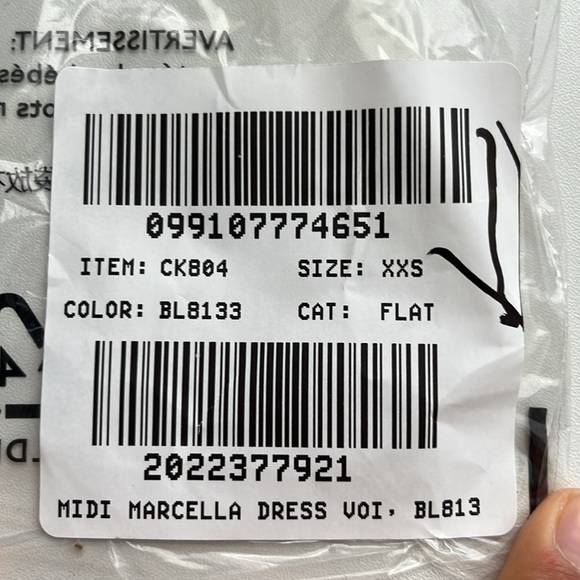 AVERTISSEMENT:
099107774651
ITEM: CK804 SIZE: XXS
COLOR: BL8133 CAT: FLAT
2022377921
MIDI MARCELLA DRESS VOI, BL813